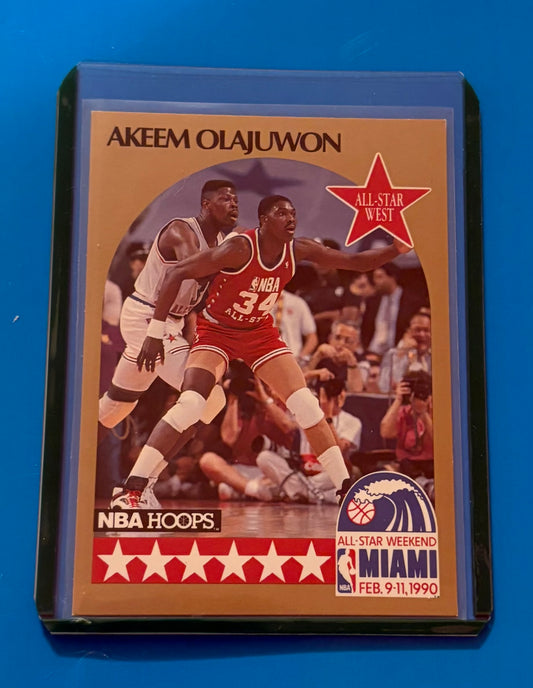 AKEEM OLAJUWON
ALL-STAR
WEST
NBA
34
ALL-ST
NBA HOOPS
ALL-STAR WEEKEND
MIAMI
NBA
FEB. 9-11, 1990